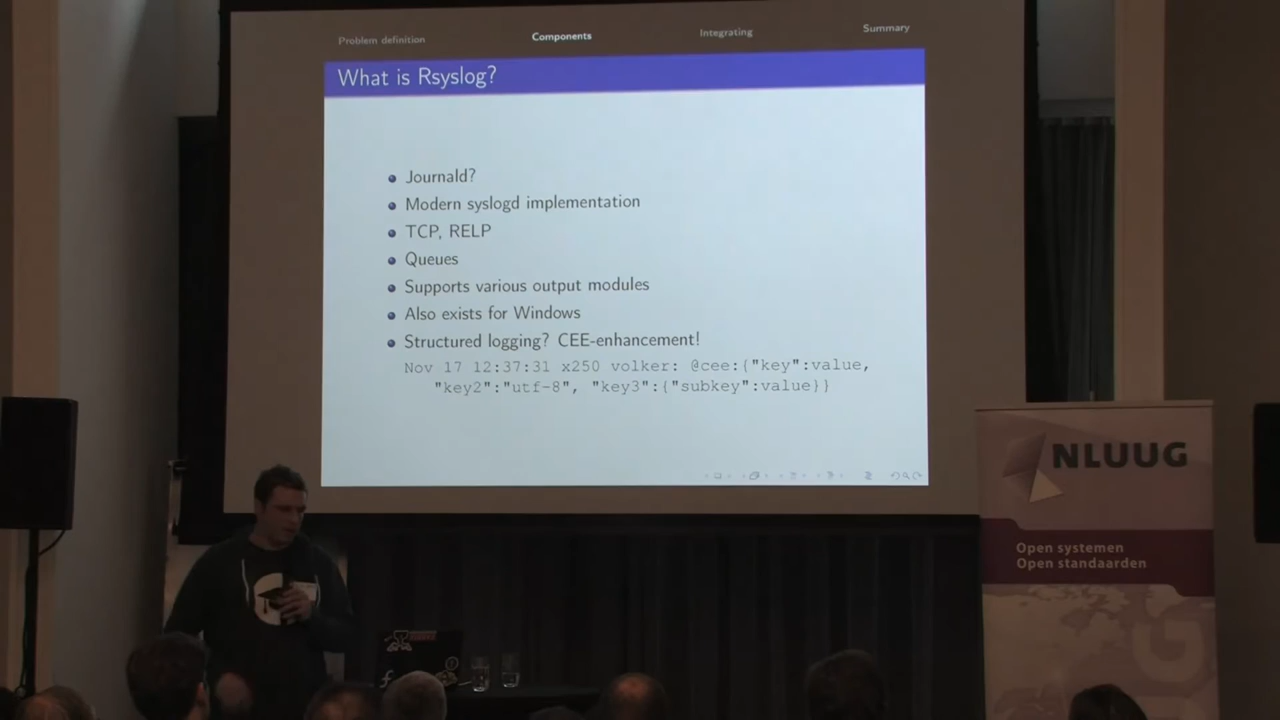 Problem definition
Components
Integrating
Summary
What is Rsyslog?
Journald?
Modern syslogd implementation
TCP, RELP
Queues
Supports various output modules
Also exists for Windows
Structured logging? CEE-enhancement!
Nov 17 12:37:31 x250 volker: @cee:{"key":value,
"key2":"utf-8", "key3":{"subkey":value}}
NLUUG
Open systemen
Open standaarden